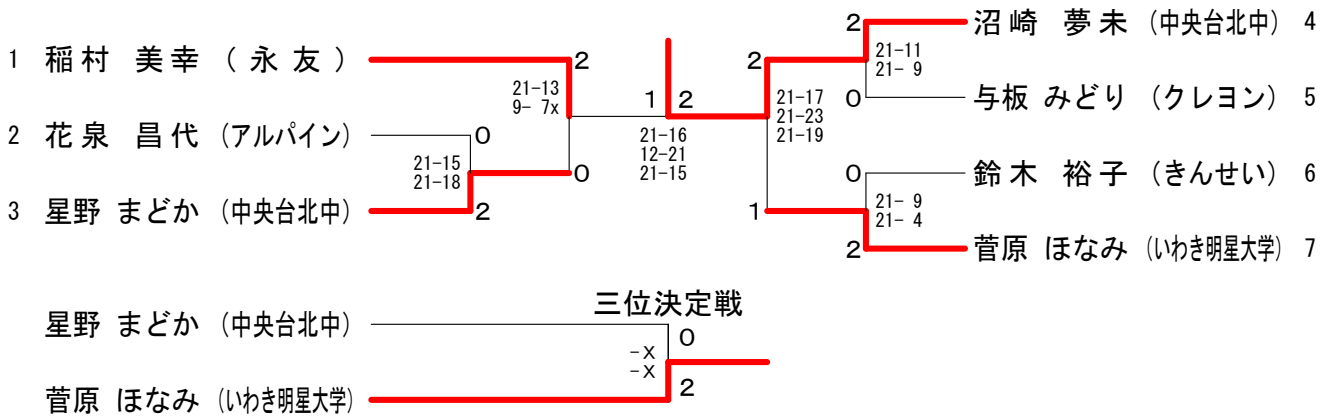 1 稲村 美幸 (永友)
2 花泉 昌代 (アルパイン)
3 星野 まどか (中央台北中)
21-15
21-18
0
2
21-13
9- 7x
2
0
1 2
21-16
12-21
21-15
2
1
21-17
21-23
21-19
2
0
21-11
21- 9
0
2
21- 9
21- 4
沼崎 夢未 (中央台北中) 4
与板 みどり (クレヨン) 5
鈴木 裕子 (きんせい) 6
菅原 ほなみ (いわき明星大学) 7
三位決定戦
星野 まどか (中央台北中)
菅原 ほなみ (いわき明星大学)
-X
-X
0
2